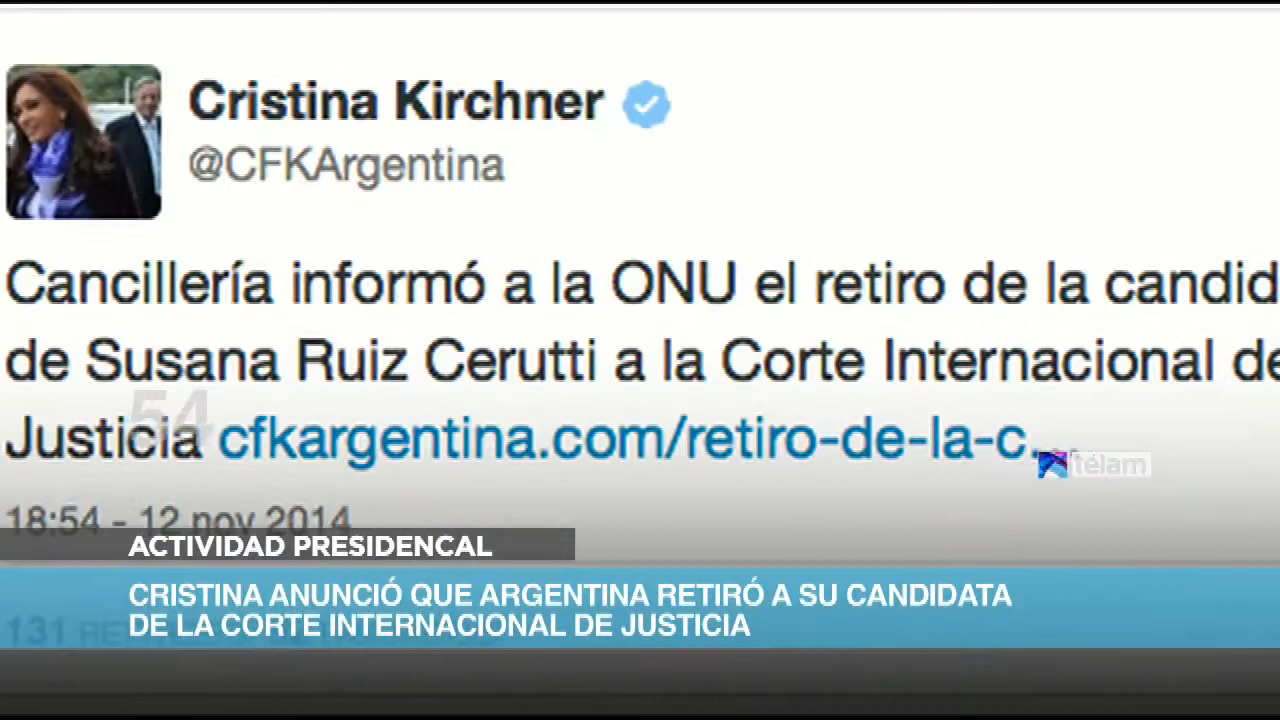 Cristina Kirchner
@CFKArgentina
Cancillería informó a la ONU el retiro de la candid
de Susana Ruiz Cerutti a la Corte Internacional de
Justicia cfkargentina.com/retiro-de-la-c...
54
télam
18:54 - 12 nov 2014
ACTIVIDAD PRESIDENCAL
CRISTINA ANUNCIÓ QUE ARGENTINA RETIRÓ A SU CANDIDATA
DE LA CORTE INTERNACIONAL DE JUSTICIA
131